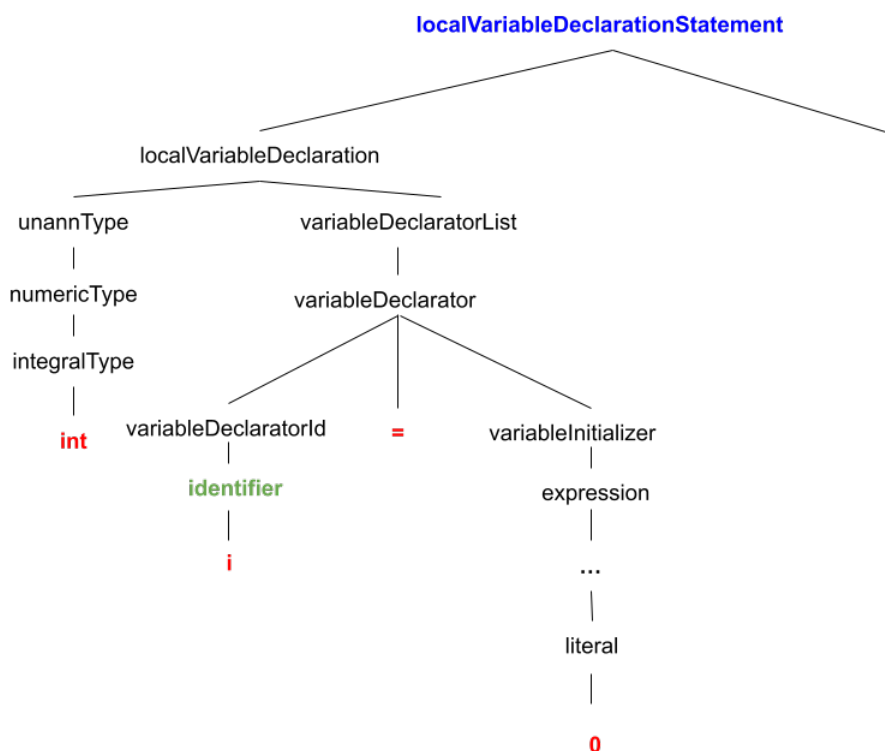 localVariableDeclarationStatement
localVariableDeclaration
unannType
variableDeclaratorList
numericType
variableDeclarator
integralType
int
variableDeclaratorId
=
variableInitializer
identifier
expression
i
...
literal
0